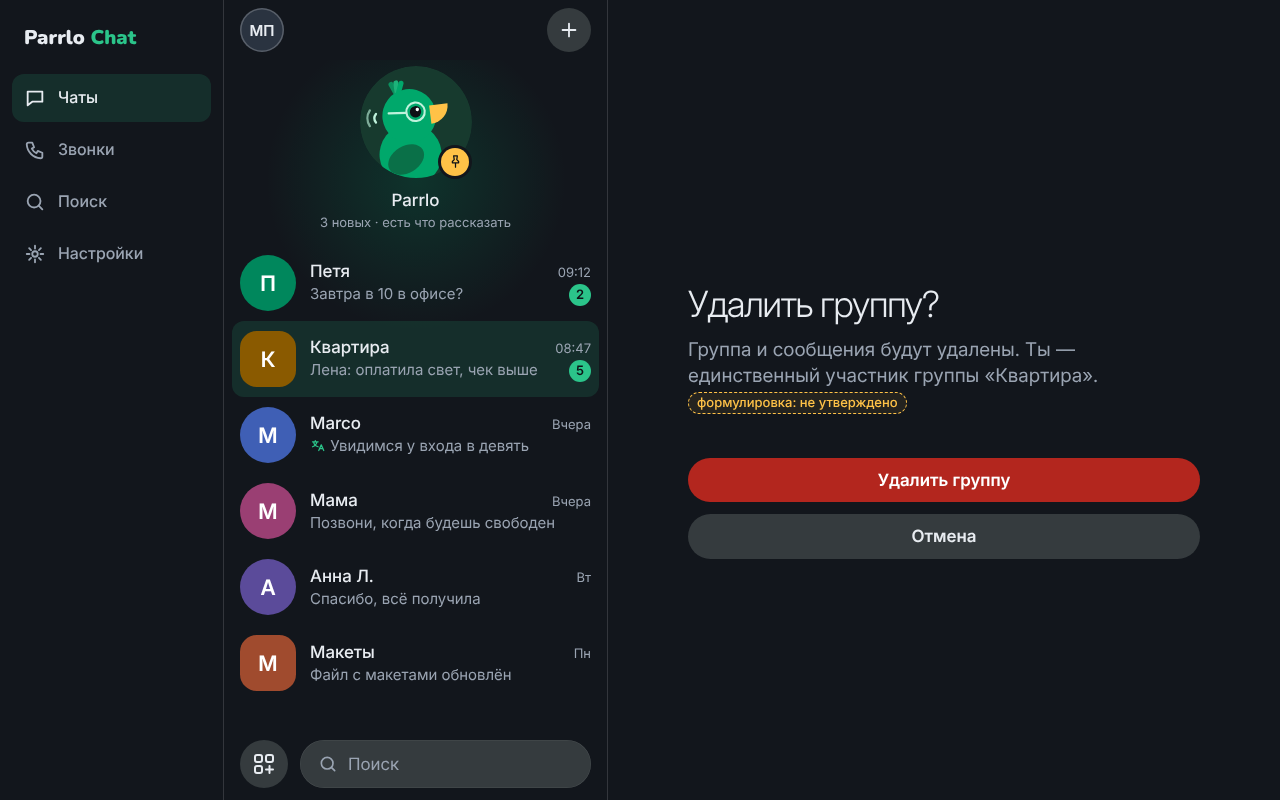 Parrlo Chat
Чаты
Звонки
Поиск
Настройки
МП
Parrlo
3 новых · есть что рассказать
П
Петя
09:12
Завтра в 10 в офисе?
2
К
Квартира
08:47
Лена: оплатила свет, чек выше
5
M
Marco
Вчера
Увидимся у входа в девять
М
Мама
Вчера
Позвони, когда будешь свободен
А
Анна Л.
Вт
Спасибо, всё получила
М
Макеты
Пн
Файл с макетами обновлён
Поиск
Удалить группу?
Группа и сообщения будут удалены. Ты —
единственный участник группы «Квартира».
формулировка: не утверждено
Удалить группу
Отмена